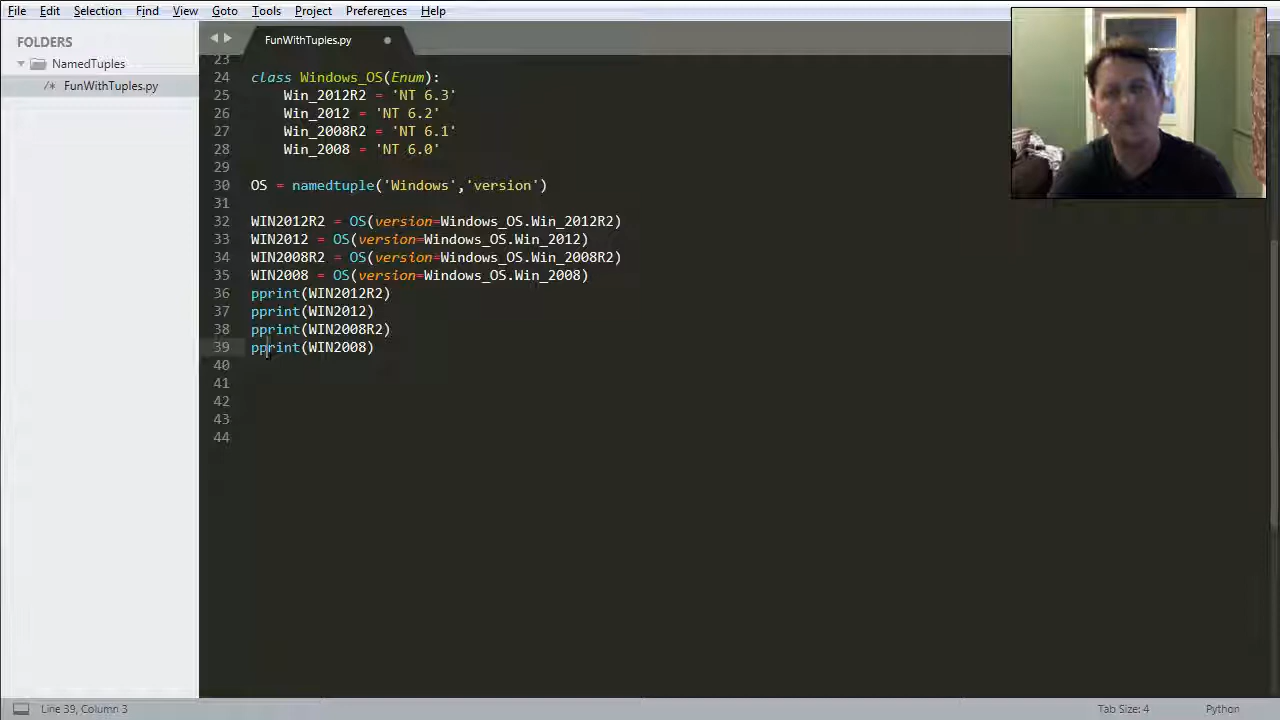 File Edit Selection Find View Goto Tools Project Preferences Help
FOLDERS
NamedTuples
/* FunWithTuples.py
FunWithTuples.py
23
24 class Windows_OS(Enum):
25 Win_2012R2 = 'NT 6.3'
26 Win_2012 = 'NT 6.2'
27 Win_2008R2 = 'NT 6.1'
28 Win_2008 = 'NT 6.0'
29
30 OS = namedtuple('Windows','version')
31
32 WIN2012R2 = OS(version=Windows_OS.Win_2012R2)
33 WIN2012 = OS(version=Windows_OS.Win_2012)
34 WIN2008R2 = OS(version=Windows_OS.Win_2008R2)
35 WIN2008 = OS(version=Windows_OS.Win_2008)
36 pprint(WIN2012R2)
37 pprint(WIN2012)
38 pprint(WIN2008R2)
39 pprint(WIN2008)
40
41
42
43
44
Line 39, Column 3 Tab Size: 4 Python